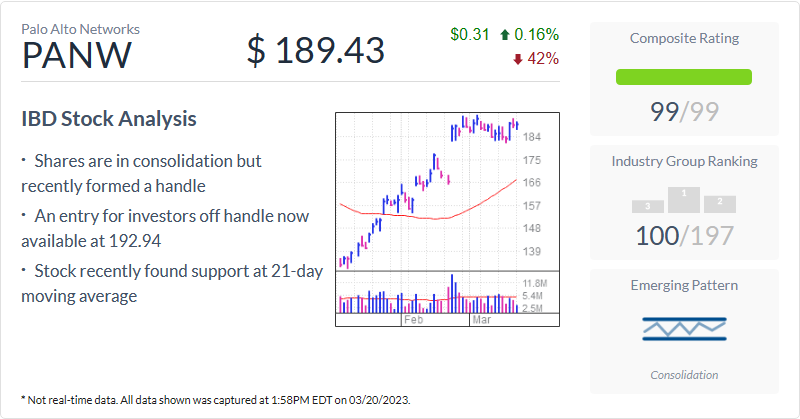 Palo Alto Networks
PANW
$ 189.43
$0.31 0.16%
42%
IBD Stock Analysis
· Shares are in consolidation but
recently formed a handle
· An entry for investors off handle now
available at 192.94
· Stock recently found support at 21-day
moving average
184
175
166
157
148
139
11.8M
5.4M
2.5M
Feb
Mar
Composite Rating
99/99
Industry Group Ranking
3
1
2
100/197
Emerging Pattern
Consolidation
* Not real-time data. All data shown was captured at 1:58PM EDT on 03/20/2023.